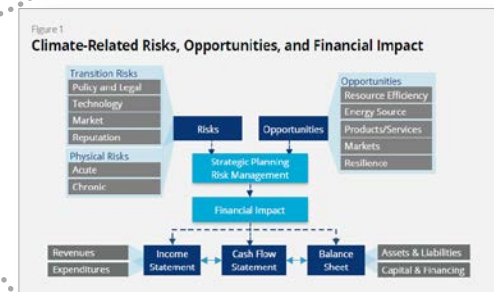 Figure 1
Climate-Related Risks, Opportunities, and Financial Impact
Transition Risks
Policy and Legal
Technology
Market
Reputation
Physical Risks
Acute
Chronic
Risks
Opportunities
Opportunities
Resource Efficiency
Energy Source
Products/Services
Markets
Resilience
Strategic Planning
Risk Management
Financial Impact
Revenues
Expenditures
Income
Statement
Cash Flow
Statement
Balance
Sheet
Assets & Liabilities
Capital & Financing